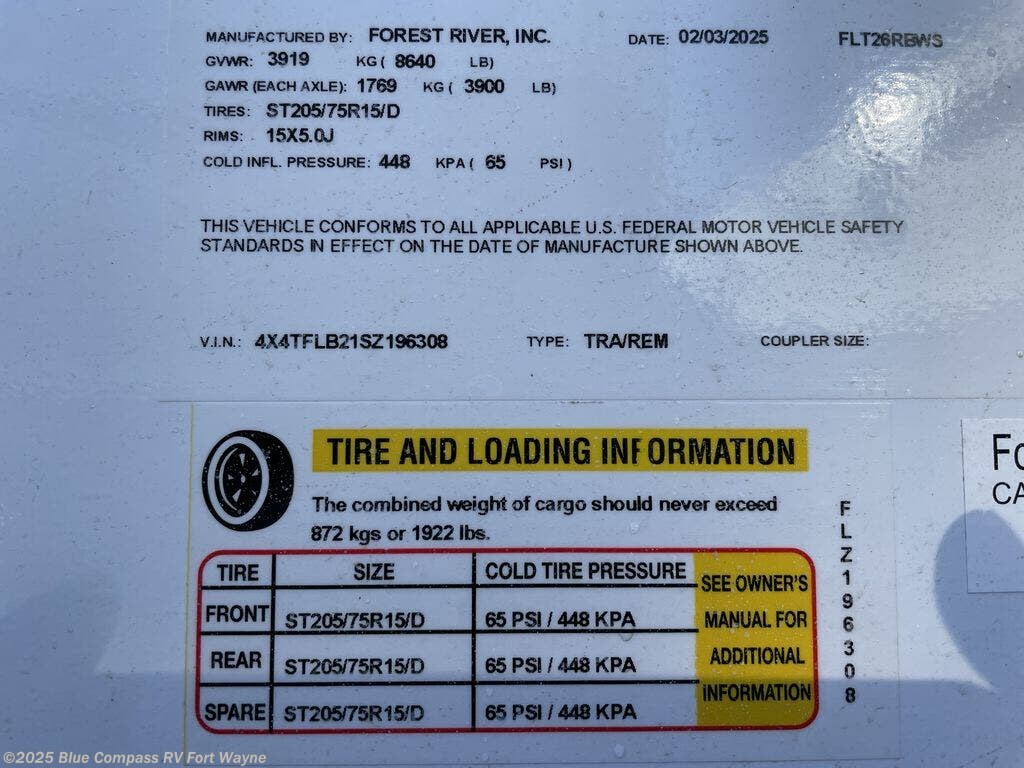 MANUFACTURED BY: FOREST RIVER, INC. DATE: 02/03/2025 FLT26RBWS
GVWR: 3919 KG ( 8640 LB)
GAWR (EACH AXLE): 1769 KG ( 3900 LB)
TIRES: ST205/75R15/D
RIMS: 15X5.0J
COLD INFL. PRESSURE: 448 KPA ( 65 PSI )
THIS VEHICLE CONFORMS TO ALL APPLICABLE U.S. FEDERAL MOTOR VEHICLE SAFETY
STANDARDS IN EFFECT ON THE DATE OF MANUFACTURE SHOWN ABOVE.
V.I.N.: 4X4TFLB21SZ196308 TYPE: TRA/REM COUPLER SIZE:
TIRE AND LOADING INFORMATION
The combined weight of cargo should never exceed
872 kgs or 1922 lbs.
TIRE SIZE COLD TIRE PRESSURE
FRONT ST205/75R15/D 65 PSI / 448 KPA
REAR ST205/75R15/D 65 PSI / 448 KPA
SPARE ST205/75R15/D 65 PSI / 448 KPA
SEE OWNER'S
MANUAL FOR
ADDITIONAL
INFORMATION
FLZ196308
Fo
CA
©2025 Blue Compass RV Fort Wayne